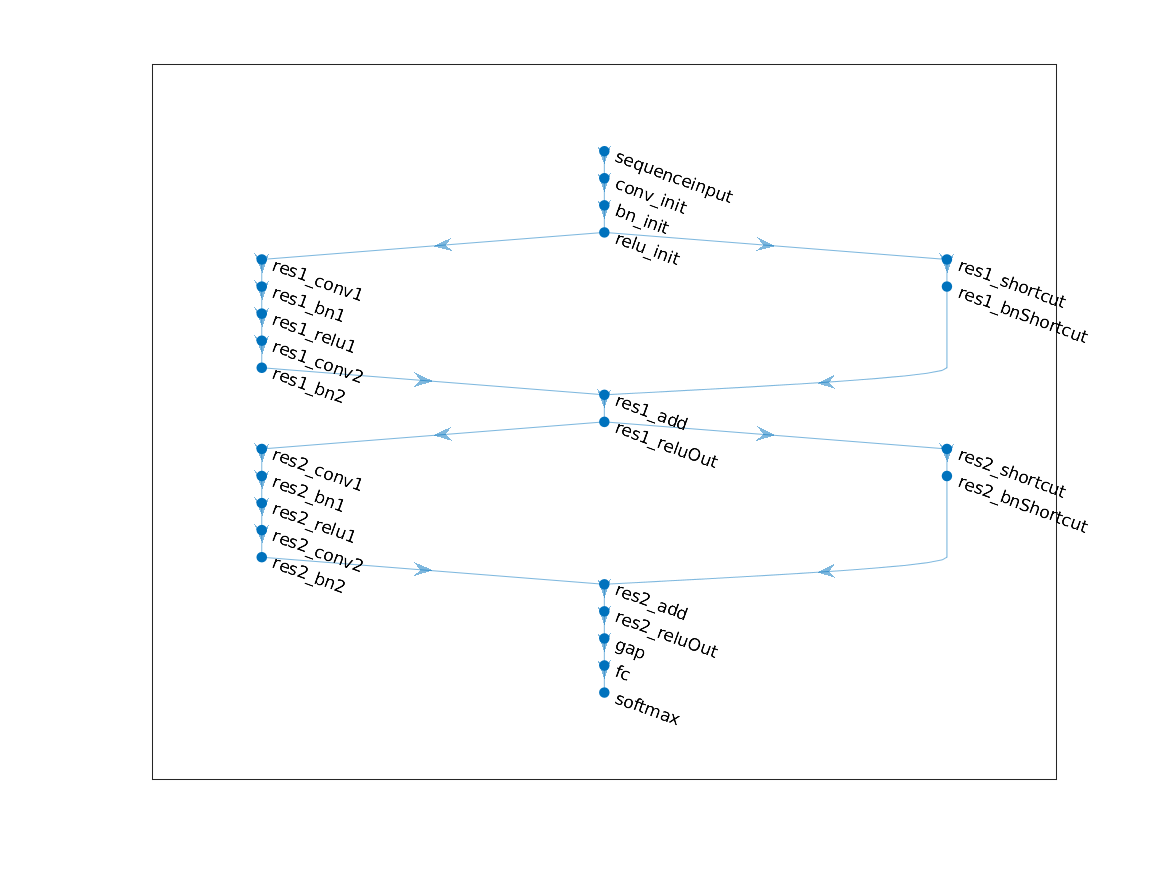 sequenceinput
conv_init
bn_init
relu_init
res1_conv1
res1_bn1
res1_relu1
res1_conv2
res1_bn2
res1_shortcut
res1_bnShortcut
res1_add
res1_reluOut
res2_conv1
res2_bn1
res2_relu1
res2_conv2
res2_bn2
res2_shortcut
res2_bnShortcut
res2_add
res2_reluOut
gap
fc
softmax